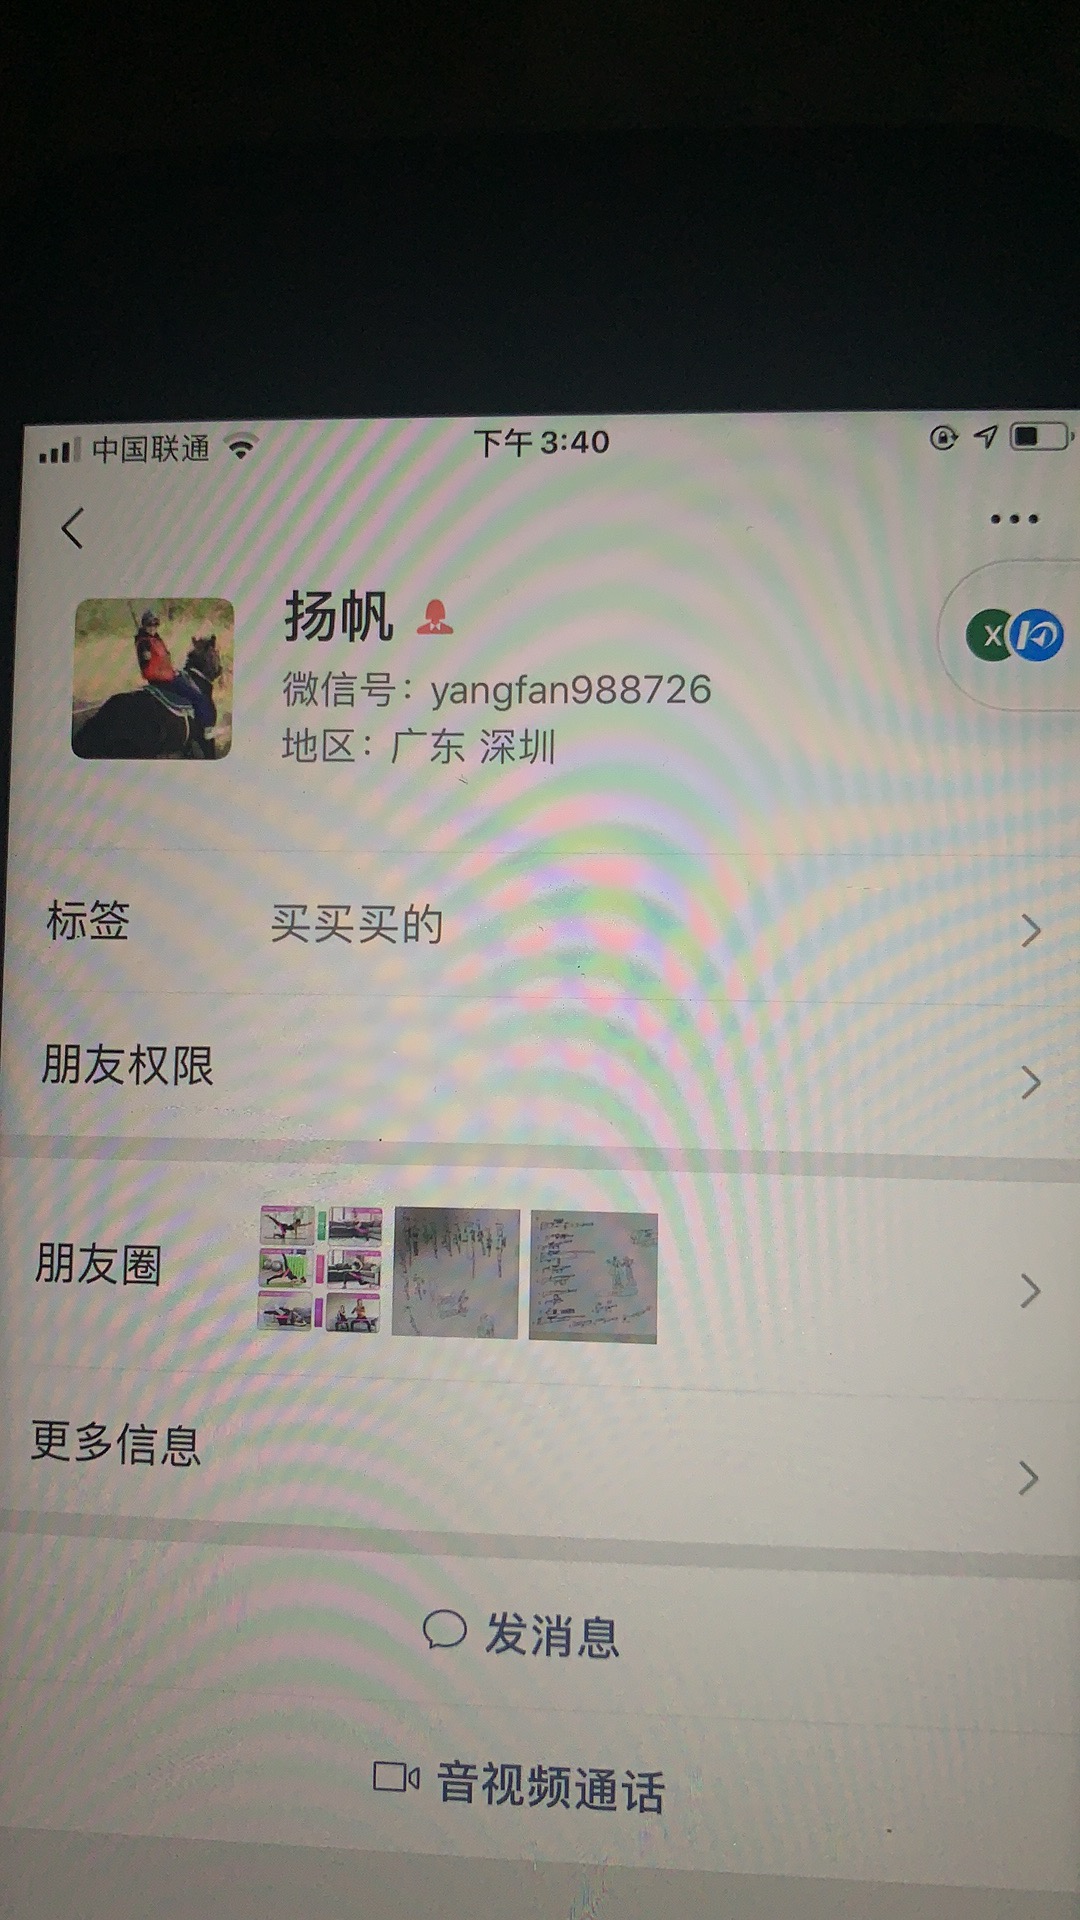 中国联通 下午3:40
扬帆
微信号：yangfan988726
地区：广东 深圳
X
标签 买买买的
朋友权限
朋友圈
更多信息
发消息
音视频通话